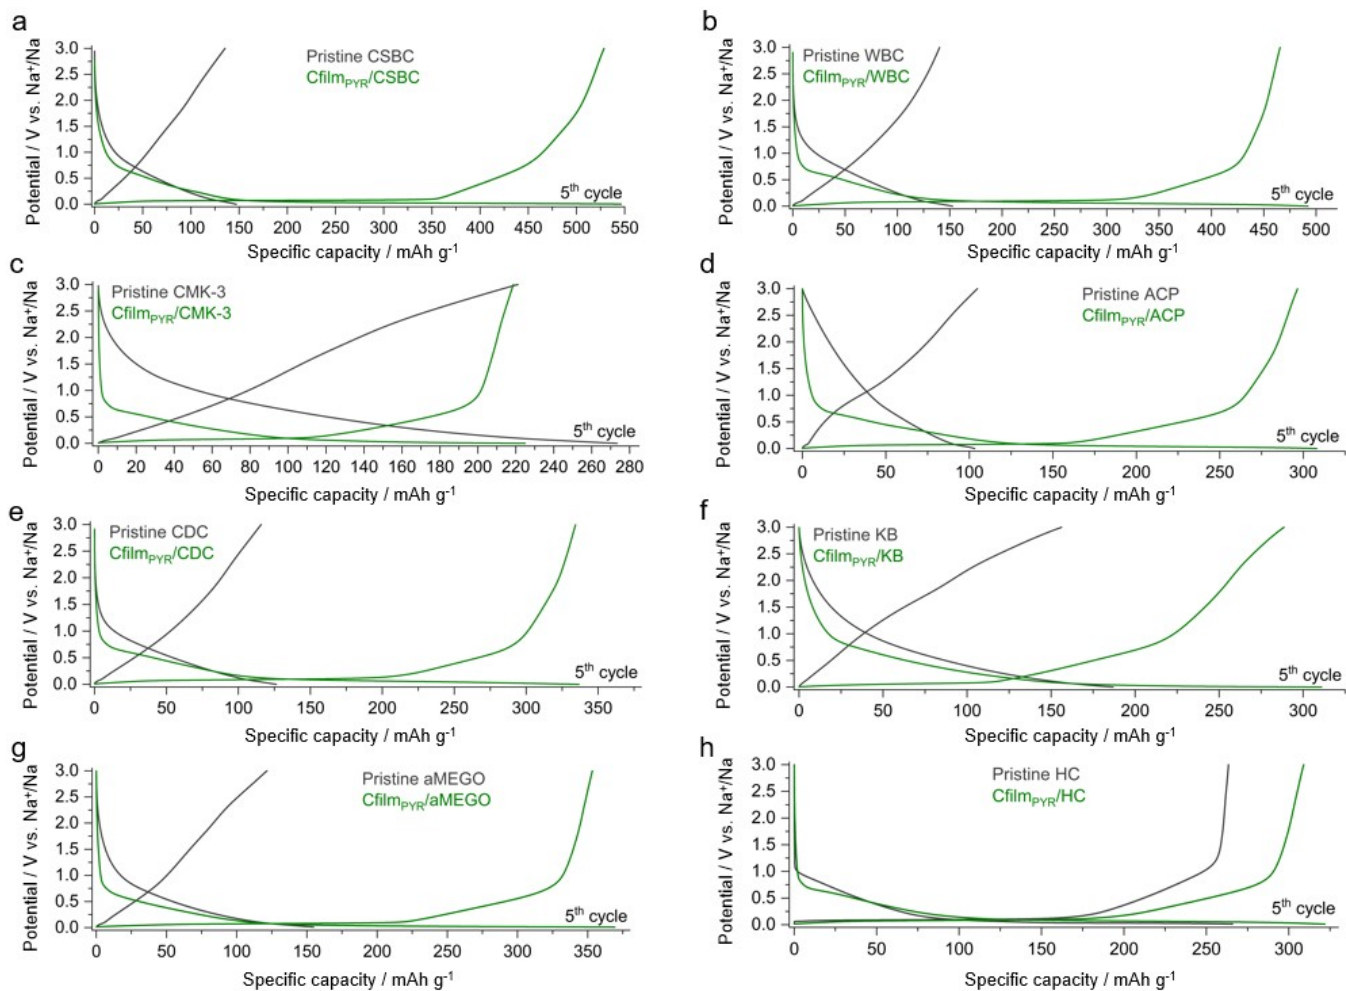 a
Potential / V vs. Na⁺/Na
3.0
2.5
2.0
1.5
1.0
0.5
0.0
Pristine CSBC
Cfilm_PYR/CSBC
5th cycle
0 50 100 150 200 250 300 350 400 450 500 550
Specific capacity / mAh g⁻¹
b
Potential / V vs. Na⁺/Na
3.0
2.5
2.0
1.5
1.0
0.5
0.0
Pristine WBC
Cfilm_PYR/WBC
5th cycle
0 50 100 150 200 250 300 350 400 450 500
Specific capacity / mAh g⁻¹
c
Potential / V vs. Na⁺/Na
3.0
2.5
2.0
1.5
1.0
0.5
0.0
Pristine CMK-3
Cfilm_PYR/CMK-3
5th cycle
0 20 40 60 80 100 120 140 160 180 200 220 240 260 280
Specific capacity / mAh g⁻¹
d
Potential / V vs. Na⁺/Na
3.0
2.5
2.0
1.5
1.0
0.5
0.0
Pristine ACP
Cfilm_PYR/ACP
5th cycle
0 50 100 150 200 250 300
Specific capacity / mAh g⁻¹
e
Potential / V vs. Na⁺/Na
3.0
2.5
2.0
1.5
1.0
0.5
0.0
Pristine CDC
Cfilm_PYR/CDC
5th cycle
0 50 100 150 200 250 300 350
Specific capacity / mAh g⁻¹
f
Potential / V vs. Na⁺/Na
3.0
2.5
2.0
1.5
1.0
0.5
0.0
Pristine KB
Cfilm_PYR/KB
5th cycle
0 50 100 150 200 250 300
Specific capacity / mAh g⁻¹
g
Potential / V vs. Na⁺/Na
3.0
2.5
2.0
1.5
1.0
0.5
0.0
Pristine aMEGO
Cfilm_PYR/aMEGO
5th cycle
0 50 100 150 200 250 300 350
Specific capacity / mAh g⁻¹
h
Potential / V vs. Na⁺/Na
3.0
2.5
2.0
1.5
1.0
0.5
0.0
Pristine HC
Cfilm_PYR/HC
5th cycle
0 50 100 150 200 250 300
Specific capacity / mAh g⁻¹